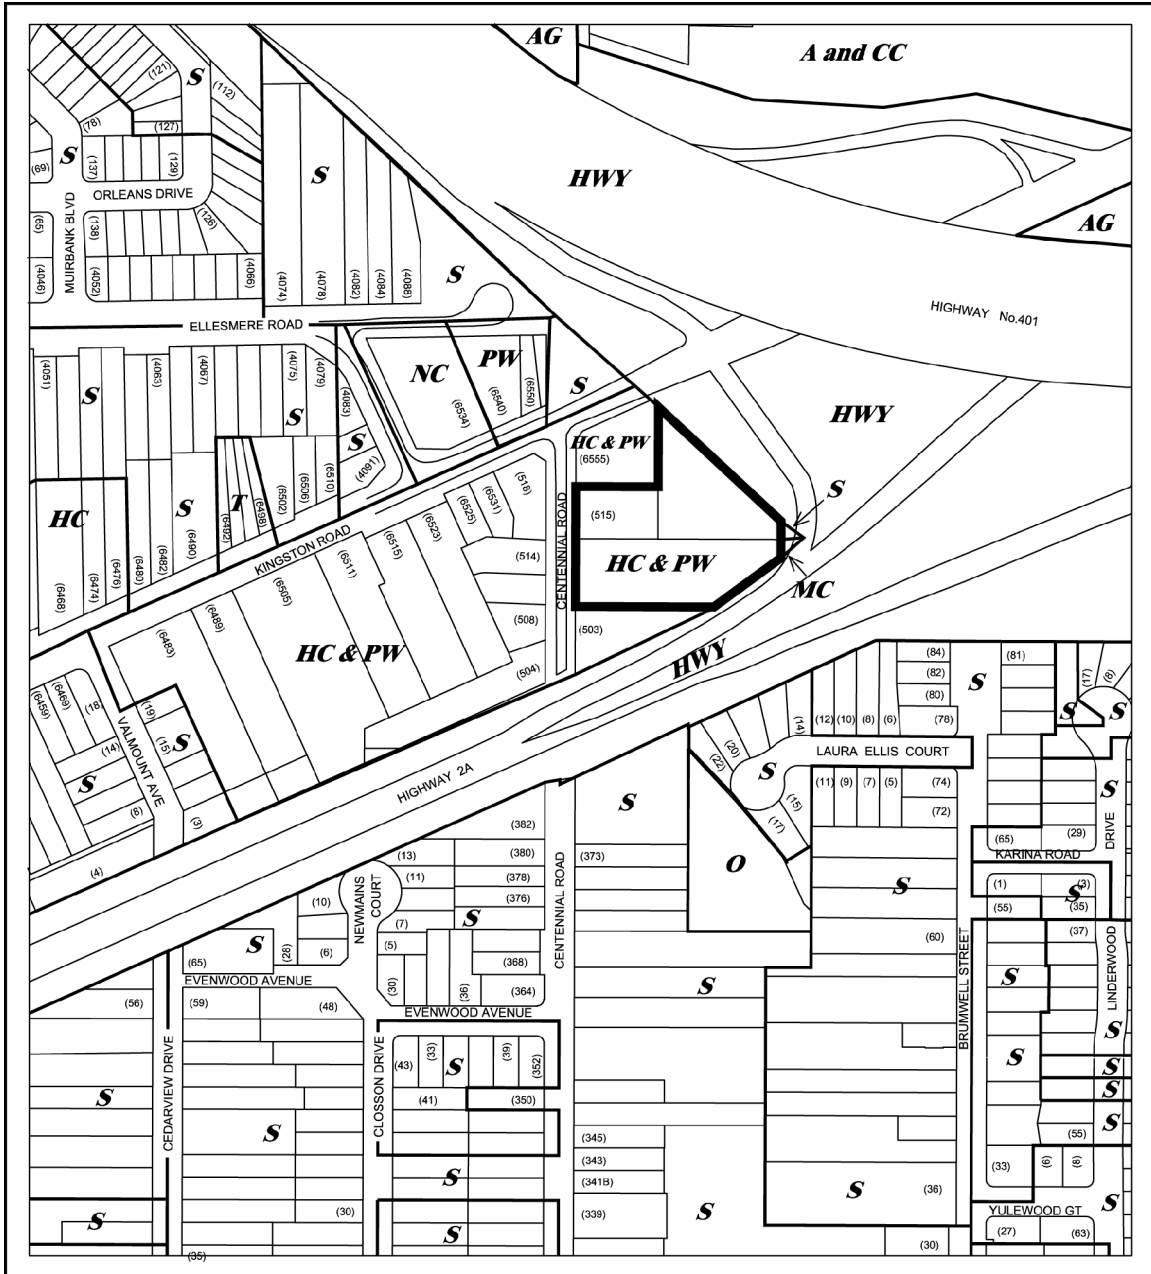 AG
A and CC
S
(121)
(112)
(78)
(127)
S
(69)
(137)
(129)
S
HWY
ORLEANS DRIVE
MUIRBANK BLVD
(65)
(138)
(126)
AG
(4046)
(4052)
(4066)
(4074)
(4078)
(4082)
(4084)
(4088)
S
HIGHWAY No.401
ELLESMERE ROAD
(4051)
(4063)
(4067)
(4075)
(4079)
NC
PW
S
(4083)
(6534)
(6540)
(6550)
S
S
S
HWY
HC & PW
(6555)
(4091)
(518)
(6531)
(6525)
(6523)
(6515)
(6511)
(6505)
(6510)
(6506)
(6502)
(6498)
(6492)
T
S
(6490)
(6482)
(6480)
(6476)
(6474)
(6468)
HC
KINGSTON ROAD
CENTENNIAL ROAD
(515)
S
(514)
HC & PW
MC
(508)
(503)
(6489)
(6483)
HC & PW
(504)
HWY
(84)
(82)
(80)
(78)
(81)
S
(17)
(8)
S
S
(6459)
(6469)
(18)
(19)
(15)
S
(14)
S
(8)
(3)
VALMOUNT AVE
(4)
HIGHWAY 2A
(22)
(20)
(14)
(12)
(10)
(8)
(6)
LAURA ELLIS COURT
S
(15)
(17)
(11)
(9)
(7)
(5)
(74)
(72)
S
S
(382)
(380)
(378)
(376)
(373)
O
S
(65)
(29)
DRIVE
KARINA ROAD
(1)
(3)
S
(55)
(35)
(13)
(11)
(10)
(7)
(5)
(6)
(28)
S
(65)
NEWMAINS COURT
S
(368)
(364)
(36)
(30)
CENTENNIAL ROAD
(60)
BRUMWELL STREET
(37)
LINDERWOOD
S
S
EVENWOOD AVENUE
EVENWOOD AVENUE
(56)
(59)
(48)
CEDARVIEW DRIVE
CLOSSON DRIVE
(43)
(33)
S
(39)
(352)
(41)
(350)
S
S
S
S
S
S
S
(345)
(343)
(341B)
(339)
S
S
(36)
(33)
(6)
(8)
(55)
S
S
S
(30)
S
YULEWOOD GT
(27)
(63)
(30)
(35)